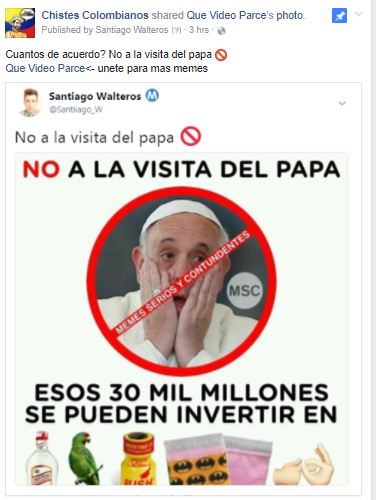 Chistes Colombianos shared Que Video Parce's photo.
Published by Santiago Walteros [?] · 3 hrs ·
Cuantos de acuerdo? No a la visita del papa
Que Video Parce<- unete para mas memes
Santiago Walteros M
@Santiiago_W
No a la visita del papa
NO A LA VISITA DEL PAPA
MEMES SERIOS Y CONTUNDENTES
MSC
ESOS 30 MIL MILLONES
SE PUEDEN INVERTIR EN
RUSH